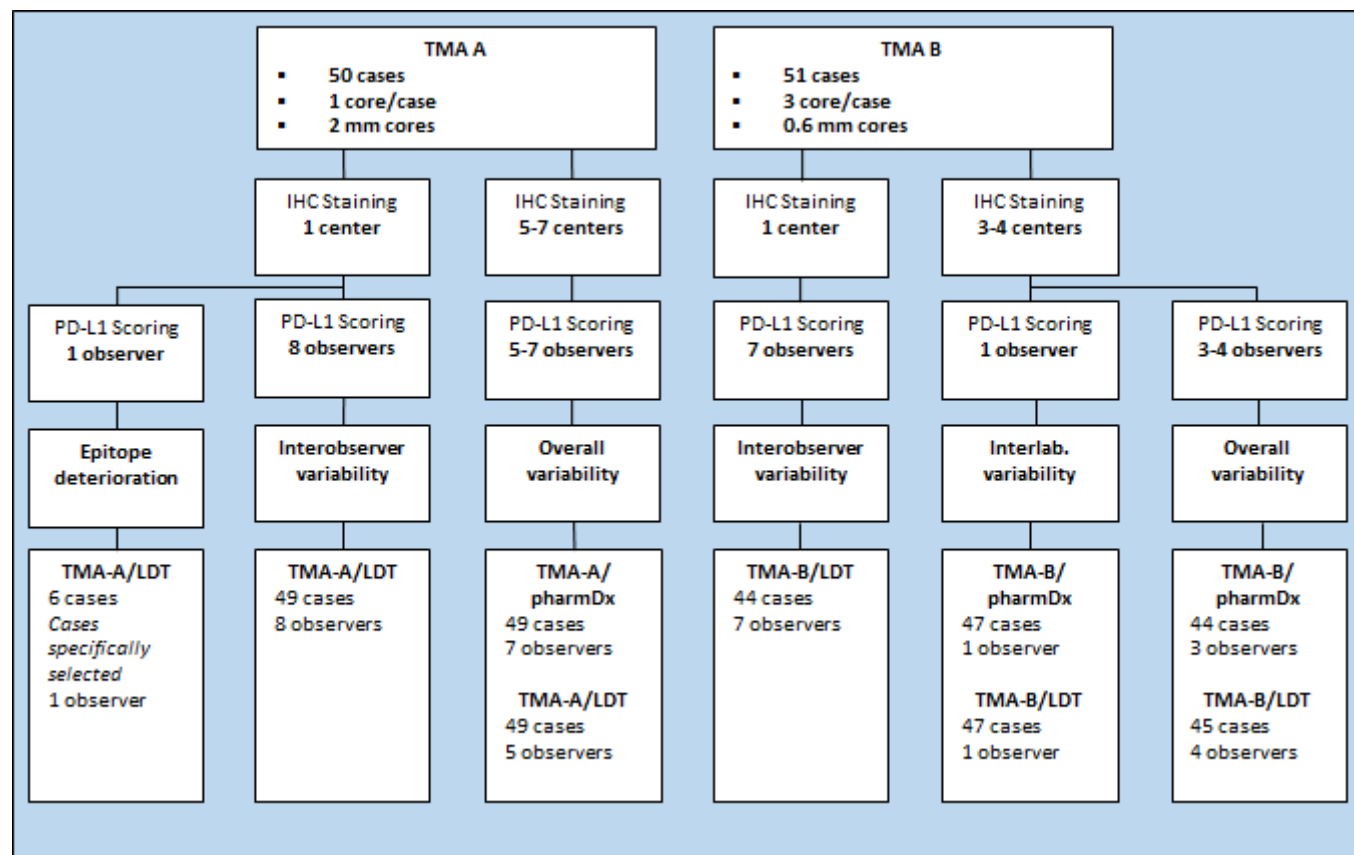 TMA A
▪ 50 cases
▪ 1 core/case
▪ 2 mm cores
TMA B
▪ 51 cases
▪ 3 core/case
▪ 0.6 mm cores
IHC Staining
1 center
IHC Staining
5-7 centers
IHC Staining
1 center
IHC Staining
3-4 centers
PD-L1 Scoring
1 observer
PD-L1 Scoring
8 observers
PD-L1 Scoring
5-7 observers
PD-L1 Scoring
7 observers
PD-L1 Scoring
1 observer
PD-L1 Scoring
3-4 observers
Epitope
deterioration
Interobserver
variability
Overall
variability
Interobserver
variability
Interlab.
variability
Overall
variability
TMA-A/LDT
6 cases
Cases
specifically
selected
1 observer
TMA-A/LDT
49 cases
8 observers
TMA-A/
pharmDx
49 cases
7 observers
TMA-A/LDT
49 cases
5 observers
TMA-B/LDT
44 cases
7 observers
TMA-B/
pharmDx
47 cases
1 observer
TMA-B/LDT
47 cases
1 observer
TMA-B/
pharmDx
44 cases
3 observers
TMA-B/LDT
45 cases
4 observers